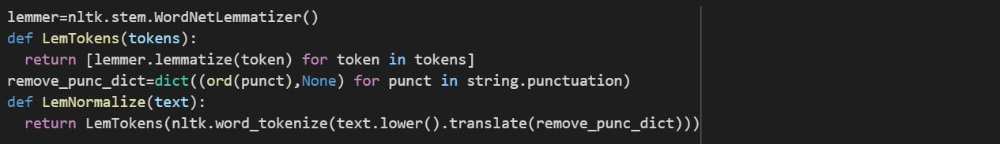 lemmer=nltk.stem.WordNetLemmatizer()
def LemTokens(tokens):
  return [lemmer.lemmatize(token) for token in tokens]
remove_punc_dict=dict((ord(punct),None) for punct in string.punctuation)
def LemNormalize(text):
  return LemTokens(nltk.word_tokenize(text.lower().translate(remove_punc_dict)))